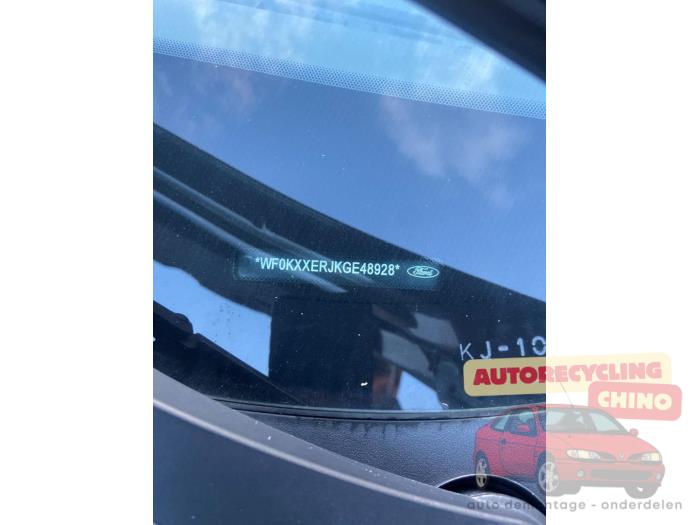 *WF0KXXERJKGE48928* Ford
KJ-10
AUTORECYCLING
CHINO
auto demontage - onderdelen